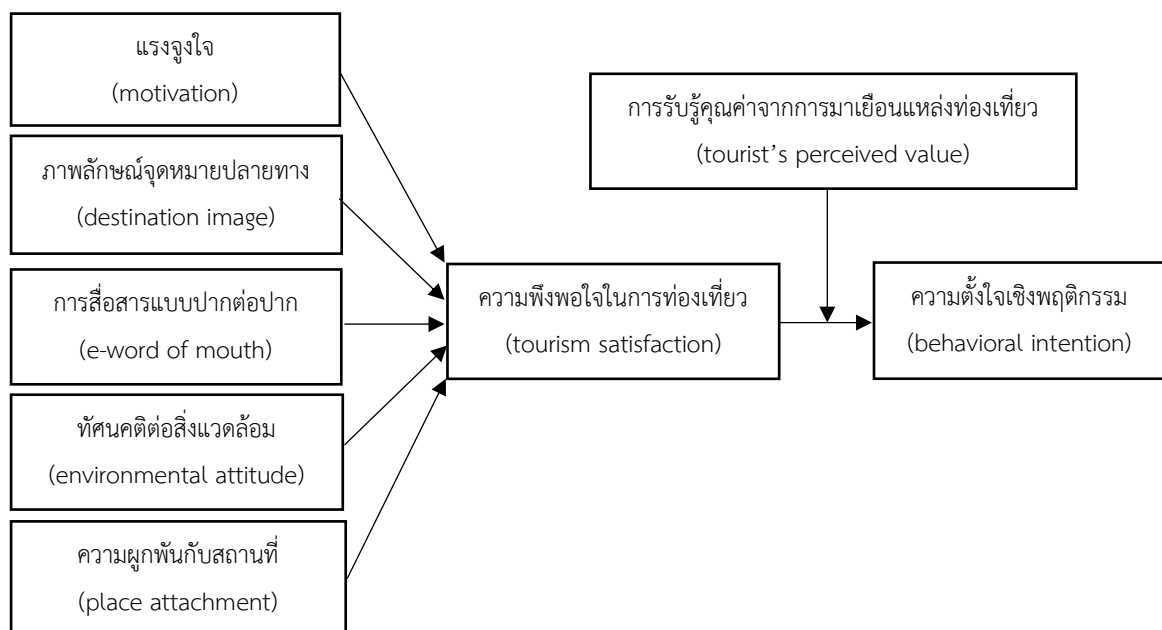 แรงจูงใจ
(motivation)
ภาพลักษณ์จุดหมายปลายทาง
(destination image)
การสื่อสารแบบปากต่อปาก
(e-word of mouth)
ทัศนคติต่อสิ่งแวดล้อม
(environmental attitude)
ความผูกพันกับสถานที่
(place attachment)
ความพึงพอใจในการท่องเที่ยว
(tourism satisfaction)
การรับรู้คุณค่าจากการมาเยือนแหล่งท่องเที่ยว
(tourist’s perceived value)
ความตั้งใจเชิงพฤติกรรม
(behavioral intention)